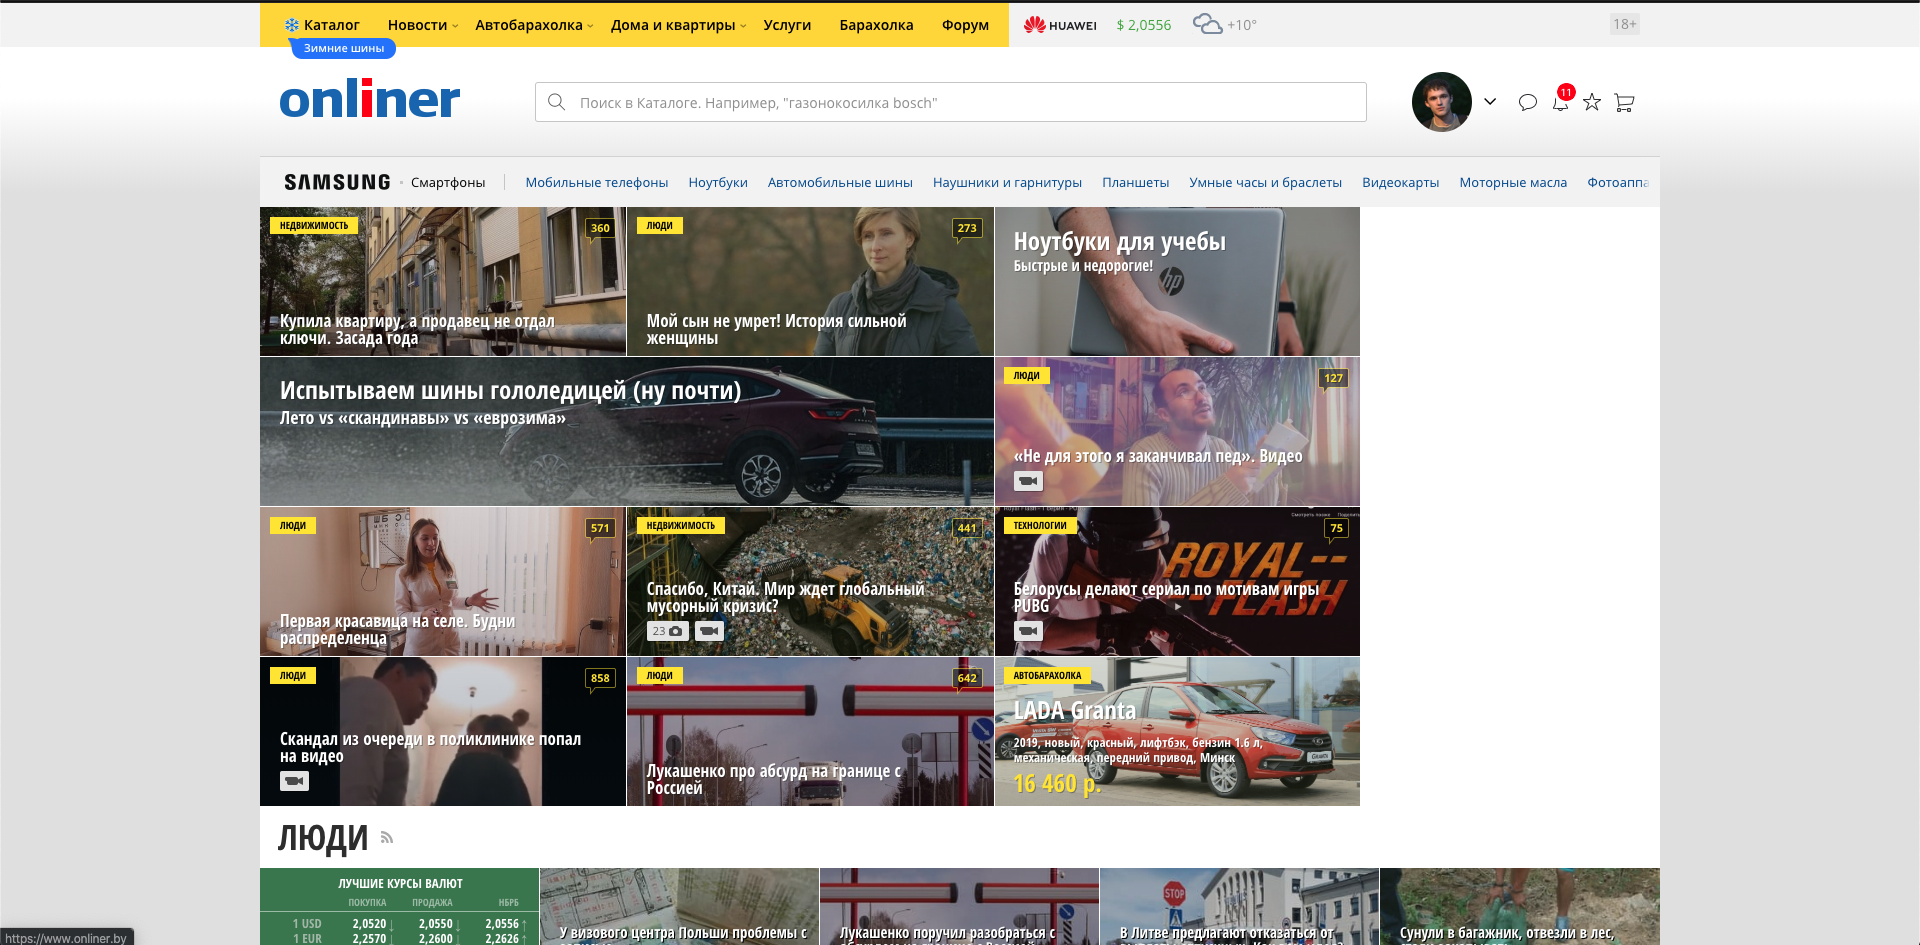 Каталог Новости Автобарахолка Дома и квартиры Услуги Барахолка Форум HUAWEI $ 2,0556 +10° 18+
Зимние шины
onliner
Поиск в Каталоге. Например, "газонокосилка bosch"
11
SAMSUNG Смартфоны Мобильные телефоны Ноутбуки Автомобильные шины Наушники и гарнитуры Планшеты Умные часы и браслеты Видеокарты Моторные масла Фотоаппа
НЕДВИЖИМОСТЬ
360
Купила квартиру, а продавец не отдал
ключи. Засада года
ЛЮДИ
273
Мой сын не умрет! История сильной
женщины
Ноутбуки для учебы
Быстрые и недорогие!
hp
Испытываем шины гололедицей (ну почти)
Лето vs «скандинавы» vs «еврозима»
ЛЮДИ
127
«Не для этого я заканчивал пед». Видео
ЛЮДИ
571
Первая красавица на селе. Будни
распределенца
НЕДВИЖИМОСТЬ
441
Спасибо, Китай. Мир ждет глобальный
мусорный кризис?
23
ТЕХНОЛОГИИ
75
ROYAL--
--FLASH
Белорусы делают сериал по мотивам игры
PUBG
ЛЮДИ
858
Скандал из очереди в поликлинике попал
на видео
ЛЮДИ
642
Лукашенко про абсурд на границе с
Россией
АВТОБАРАХОЛКА
LADA Granta
2019, новый, красный, лифтбэк, бензин 1.6 л,
механическая, передний привод, Минск
16 460 р.
ЛЮДИ
ЛУЧШИЕ КУРСЫ ВАЛЮТ
ПОКУПКА ПРОДАЖА НБРБ
1 USD 2,0520↓ 2,0550↓ 2,0556↑
1 EUR 2,2570↓ 2,2600↓ 2,2626↑
У визового центра Польши проблемы с
Лукашенко поручил разобраться с
STOP
В Литве предлагают отказаться от
Сунули в багажник, отвезли в лес,
https://www.onliner.by